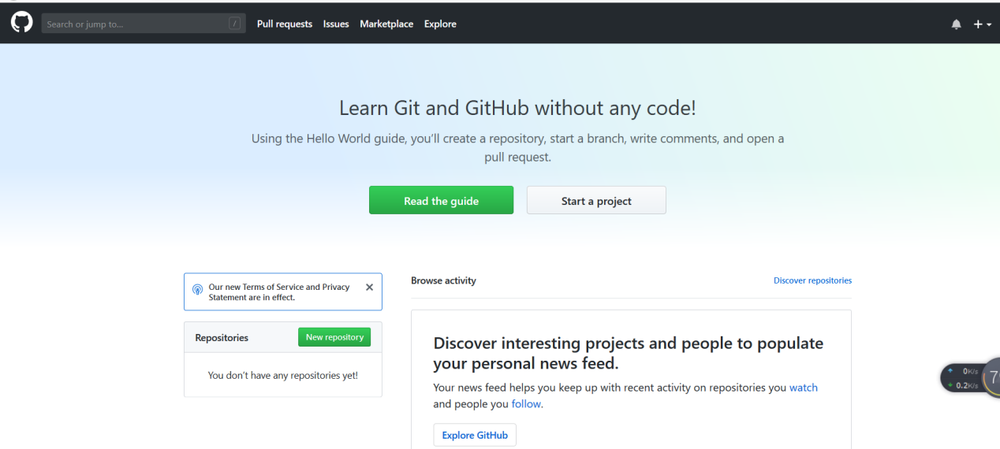 Search or jump to... /
Pull requests Issues Marketplace Explore
Learn Git and GitHub without any code!
Using the Hello World guide, you’ll create a repository, start a branch, write comments, and open a
pull request.
Read the guide Start a project
Our new Terms of Service and Privacy
Statement are in effect.
Repositories New repository
You don’t have any repositories yet!
Browse activity Discover repositories
Discover interesting projects and people to populate
your personal news feed.
Your news feed helps you keep up with recent activity on repositories you watch
and people you follow.
Explore GitHub
0K/s
0.2K/s